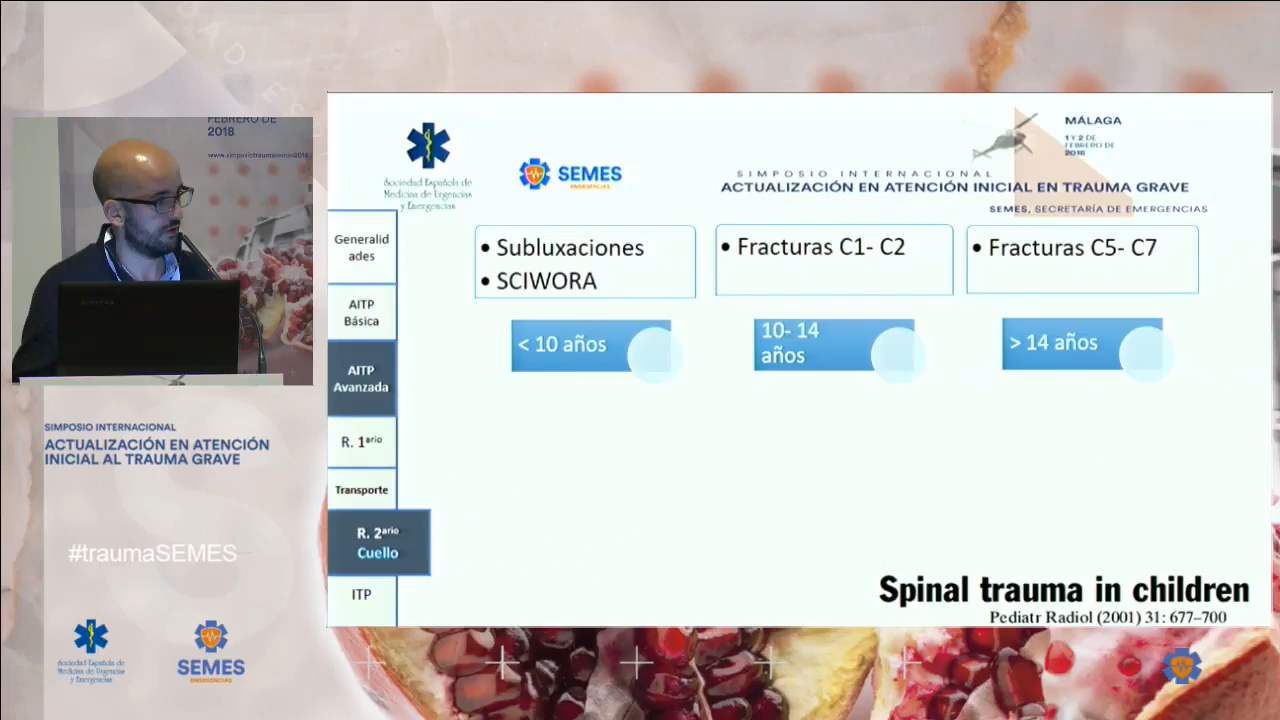 FEBRERO DE
2018
www.simposiotraumasemes2018
SIMPOSIO INTERNACIONAL
ACTUALIZACIÓN EN ATENCIÓN
INICIAL AL TRAUMA GRAVE
#traumaSEMES
Sociedad Española de
Medicina de Urgencias
y Emergencias
SEMES
EMERGENCIAS
Sociedad Española de
Medicina de Urgencias
y Emergencias
SEMES
EMERGENCIAS
MÁLAGA
1 Y 2 DE
FEBRERO DE
2018
SIMPOSIO INTERNACIONAL
ACTUALIZACIÓN EN ATENCIÓN INICIAL EN TRAUMA GRAVE
SEMES, SECRETARÍA DE EMERGENCIAS
Generalid
ades
AITP
Básica
AITP
Avanzada
R. 1ario
Transporte
R. 2ario
Cuello
ITP
• Subluxaciones
• SCIWORA
< 10 años
• Fracturas C1- C2
10- 14
años
• Fracturas C5- C7
> 14 años
Spinal trauma in children
Pediatr Radiol (2001) 31: 677–700